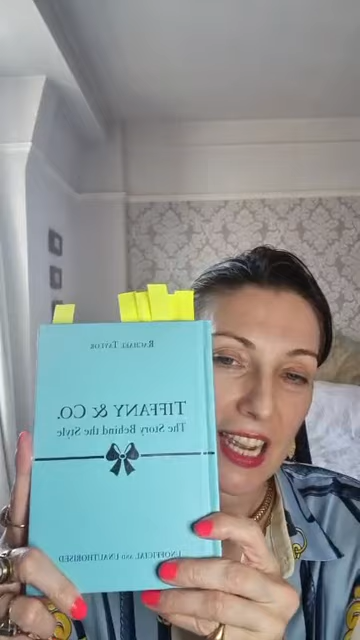 RACHAEL TAYLOR
TIFFANY & CO.
The Story Behind the Style
UNOFFICIAL AND UNAUTHORISED